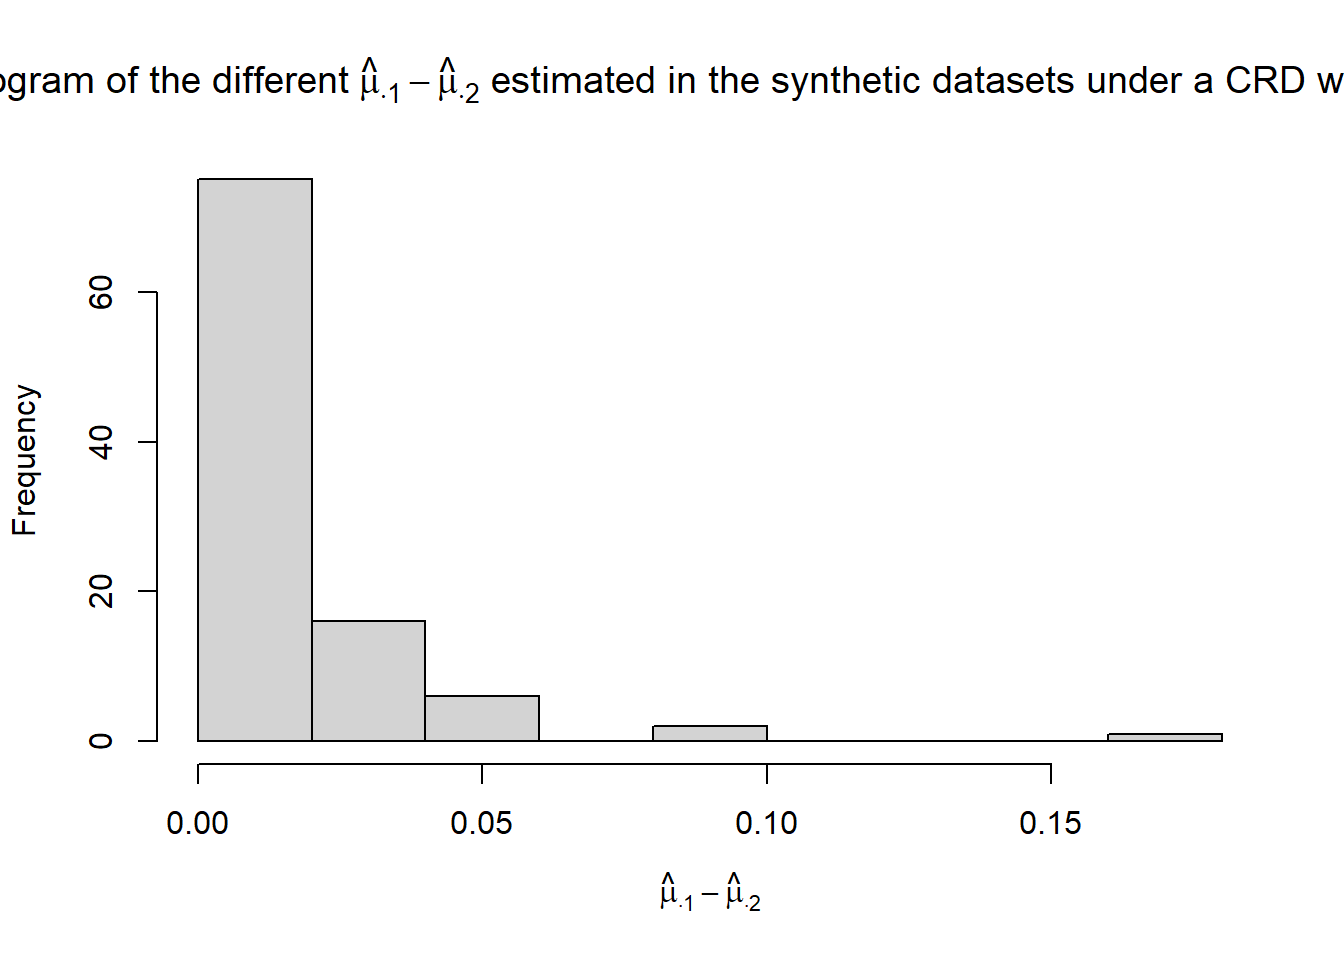 ogram of the different μ̂.1 − μ̂.2 estimated in the synthetic datasets under a CRD w
Frequency
60
40
20
0
0.00 0.05 0.10 0.15
μ̂.1 − μ̂.2